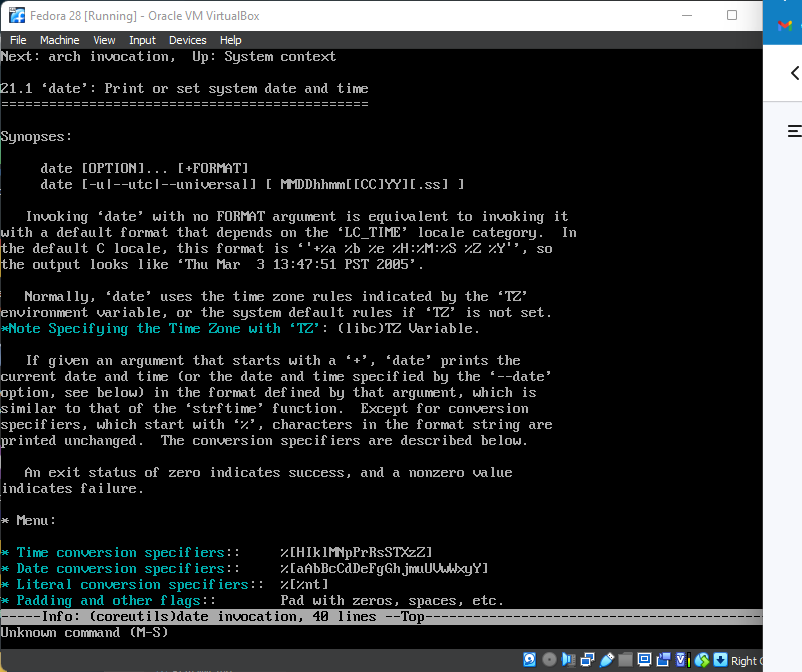 Fedora 28 [Running] - Oracle VM VirtualBox
File Machine View Input Devices Help
Next: arch invocation,  Up: System context
21.1 ‘date’: Print or set system date and time
==============================================
Synopses:
date [OPTION]... [+FORMAT]
date [-u|--utc|--universal] [ MMDDhhmm[[CC]YY][.ss] ]
Invoking ‘date’ with no FORMAT argument is equivalent to invoking it
with a default format that depends on the ‘LC_TIME’ locale category.  In
the default C locale, this format is ‘'+%a %b %e %H:%M:%S %Z %Y'’, so
the output looks like ‘Thu Mar  3 13:47:51 PST 2005’.
Normally, ‘date’ uses the time zone rules indicated by the ‘TZ’
environment variable, or the system default rules if ‘TZ’ is not set.
*Note Specifying the Time Zone with ‘TZ’: (libc)TZ Variable.
If given an argument that starts with a ‘+’, ‘date’ prints the
current date and time (or the date and time specified by the ‘--date’
option, see below) in the format defined by that argument, which is
similar to that of the ‘strftime’ function.  Except for conversion
specifiers, which start with ‘%’, characters in the format string are
printed unchanged.  The conversion specifiers are described below.
An exit status of zero indicates success, and a nonzero value
indicates failure.
* Menu:
* Time conversion specifiers::     %[HIklMNpPrRsSTXzZ]
* Date conversion specifiers::     %[aAbBcCdDeFgGhjmuUVwWxyY]
* Literal conversion specifiers::  %[%nt]
* Padding and other flags::        Pad with zeros, spaces, etc.
-----Info: (coreutils)date invocation, 40 lines --Top------------------------------------------
Unknown command (M-S)
Right